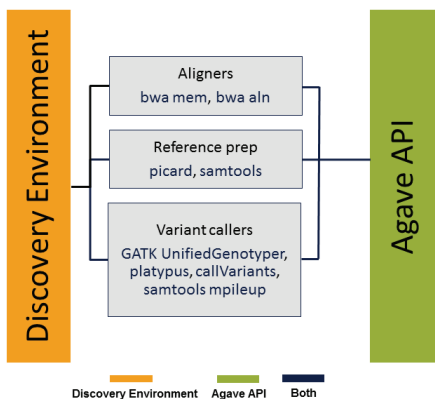 Discovery Environment
Aligners
bwa mem, bwa aln
Reference prep
picard, samtools
Variant callers
GATK UnifiedGenotyper,
platypus, callVariants,
samtools mpileup
Agave API
Discovery Environment
Agave API
Both